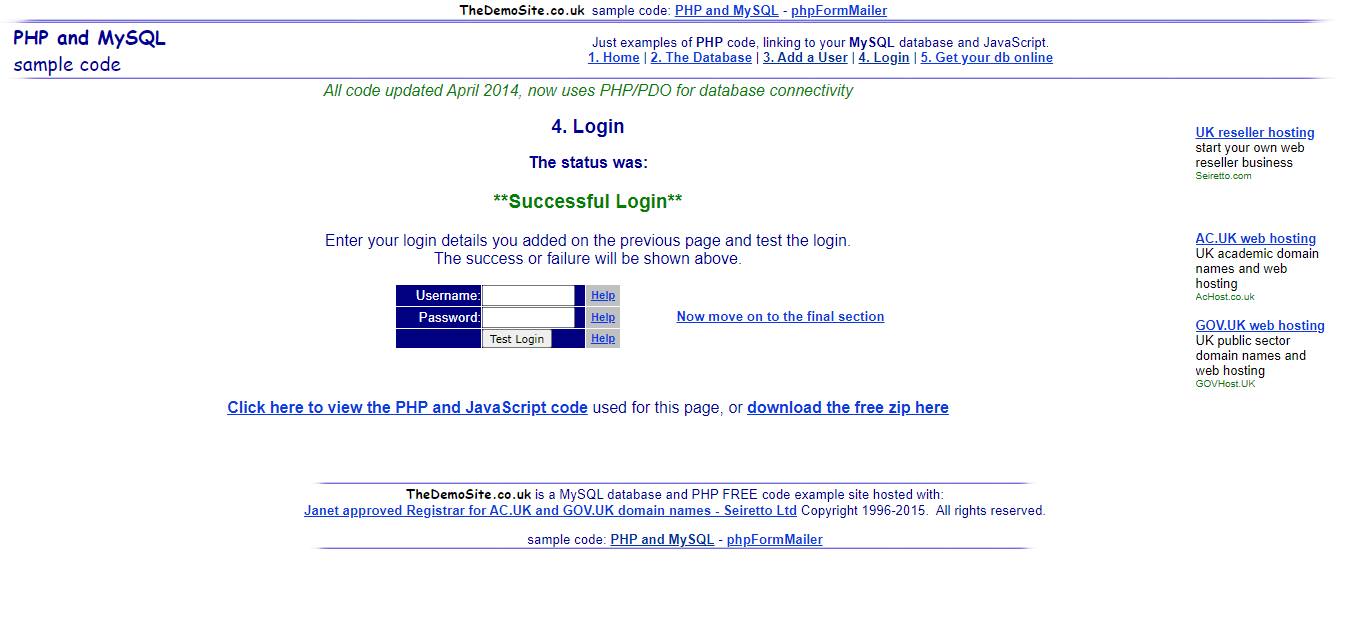 TheDemoSite.co.uk sample code: PHP and MySQL - phpFormMailer
PHP and MySQL
sample code
Just examples of PHP code, linking to your MySQL database and JavaScript.
1. Home | 2. The Database | 3. Add a User | 4. Login | 5. Get your db online
All code updated April 2014, now uses PHP/PDO for database connectivity
4. Login
The status was:
**Successful Login**
Enter your login details you added on the previous page and test the login.
The success or failure will be shown above.
Username: Help
Password: Help
Test Login Help
Now move on to the final section
Click here to view the PHP and JavaScript code used for this page, or download the free zip here
UK reseller hosting
start your own web
reseller business
Seiretto.com
AC.UK web hosting
UK academic domain
names and web
hosting
AcHost.co.uk
GOV.UK web hosting
UK public sector
domain names and
web hosting
GOVHost.UK
TheDemoSite.co.uk is a MySQL database and PHP FREE code example site hosted with:
Janet approved Registrar for AC.UK and GOV.UK domain names - Seiretto Ltd Copyright 1996-2015. All rights reserved.
sample code: PHP and MySQL - phpFormMailer